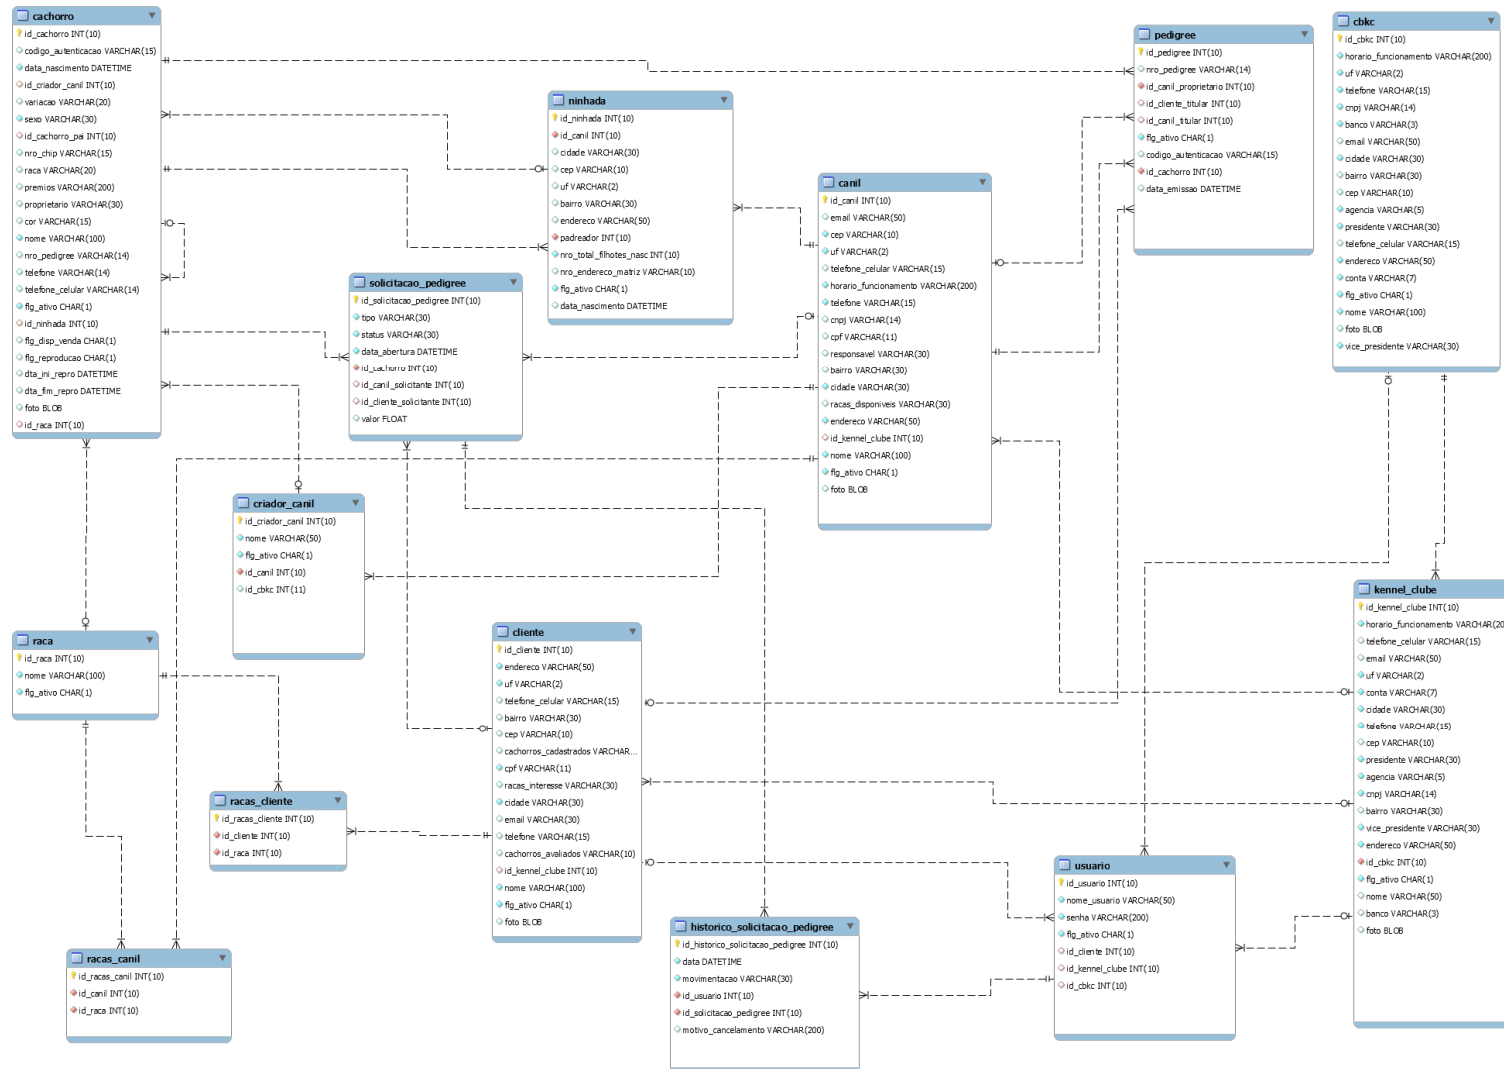 cachorro
id_cachorro INT(10)
codigo_autenticacao VARCHAR(15)
data_nascimento DATETIME
id_criador_canil INT(10)
variacao VARCHAR(20)
sexo VARCHAR(30)
id_cachorro_pai INT(10)
nro_chip VARCHAR(15)
raca VARCHAR(20)
premios VARCHAR(200)
proprietario VARCHAR(30)
cor VARCHAR(15)
nome VARCHAR(100)
nro_pedigree VARCHAR(14)
telefone VARCHAR(14)
telefone_celular VARCHAR(14)
flg_ativo CHAR(1)
id_ninhada INT(10)
flg_disp_venda CHAR(1)
flg_reproducao CHAR(1)
dta_ini_repro DATETIME
dta_fim_repro DATETIME
foto BLOB
id_raca INT(10)
ninhada
id_ninhada INT(10)
id_canil INT(10)
cidade VARCHAR(30)
cep VARCHAR(10)
uf VARCHAR(2)
bairro VARCHAR(30)
endereco VARCHAR(50)
padreador INT(10)
nro_total_filhotes_nasc INT(10)
nro_endereco_matriz VARCHAR(10)
flg_ativo CHAR(1)
data_nascimento DATETIME
pedigree
id_pedigree INT(10)
nro_pedigree VARCHAR(14)
id_canil_proprietario INT(10)
id_cliente_titular INT(10)
id_canil_titular INT(10)
flg_ativo CHAR(1)
codigo_autenticacao VARCHAR(15)
id_cachorro INT(10)
data_emissao DATETIME
cbkc
id_cbkc INT(10)
horario_funcionamento VARCHAR(200)
uf VARCHAR(2)
telefone VARCHAR(15)
cnpj VARCHAR(14)
banco VARCHAR(3)
email VARCHAR(50)
cidade VARCHAR(30)
bairro VARCHAR(30)
cep VARCHAR(10)
agencia VARCHAR(5)
presidente VARCHAR(30)
telefone_celular VARCHAR(15)
endereco VARCHAR(50)
conta VARCHAR(7)
flg_ativo CHAR(1)
nome VARCHAR(100)
foto BLOB
vice_presidente VARCHAR(30)
canil
id_canil INT(10)
email VARCHAR(50)
cep VARCHAR(10)
uf VARCHAR(2)
telefone_celular VARCHAR(15)
horario_funcionamento VARCHAR(200)
telefone VARCHAR(15)
cnpj VARCHAR(14)
cpf VARCHAR(11)
responsavel VARCHAR(30)
bairro VARCHAR(30)
cidade VARCHAR(30)
racas_disponiveis VARCHAR(30)
endereco VARCHAR(50)
id_kennel_clube INT(10)
nome VARCHAR(100)
flg_ativo CHAR(1)
foto BLOB
solicitacao_pedigree
id_solicitacao_pedigree INT(10)
tipo VARCHAR(30)
status VARCHAR(30)
data_abertura DATETIME
id_cachorro INT(10)
id_canil_solicitante INT(10)
id_cliente_solicitante INT(10)
valor FLOAT
criador_canil
id_criador_canil INT(10)
nome VARCHAR(50)
flg_ativo CHAR(1)
id_canil INT(10)
id_cbkc INT(11)
raca
id_raca INT(10)
nome VARCHAR(100)
flg_ativo CHAR(1)
cliente
id_cliente INT(10)
endereco VARCHAR(50)
uf VARCHAR(2)
telefone_celular VARCHAR(15)
bairro VARCHAR(30)
cep VARCHAR(10)
cachorros_cadastrados VARCHAR...
cpf VARCHAR(11)
racas_interesse VARCHAR(30)
cidade VARCHAR(30)
email VARCHAR(30)
telefone VARCHAR(15)
cachorros_avaliados VARCHAR(10)
id_kennel_clube INT(10)
nome VARCHAR(100)
flg_ativo CHAR(1)
foto BLOB
kennel_clube
id_kennel_clube INT(10)
horario_funcionamento VARCHAR(20
telefone_celular VARCHAR(15)
email VARCHAR(50)
uf VARCHAR(2)
conta VARCHAR(7)
cidade VARCHAR(30)
telefone VARCHAR(15)
cep VARCHAR(10)
presidente VARCHAR(30)
agencia VARCHAR(5)
cnpj VARCHAR(14)
bairro VARCHAR(30)
vice_presidente VARCHAR(30)
endereco VARCHAR(50)
id_cbkc INT(10)
flg_ativo CHAR(1)
nome VARCHAR(50)
banco VARCHAR(3)
foto BLOB
racas_cliente
id_racas_cliente INT(10)
id_cliente INT(10)
id_raca INT(10)
usuario
id_usuario INT(10)
nome_usuario VARCHAR(50)
senha VARCHAR(200)
flg_ativo CHAR(1)
id_cliente INT(10)
id_kennel_clube INT(10)
id_cbkc INT(10)
historico_solicitacao_pedigree
id_historico_solicitacao_pedigree INT(10)
data DATETIME
movimentacao VARCHAR(30)
id_usuario INT(10)
id_solicitacao_pedigree INT(10)
motivo_cancelamento VARCHAR(200)
racas_canil
id_racas_canil INT(10)
id_canil INT(10)
id_raca INT(10)